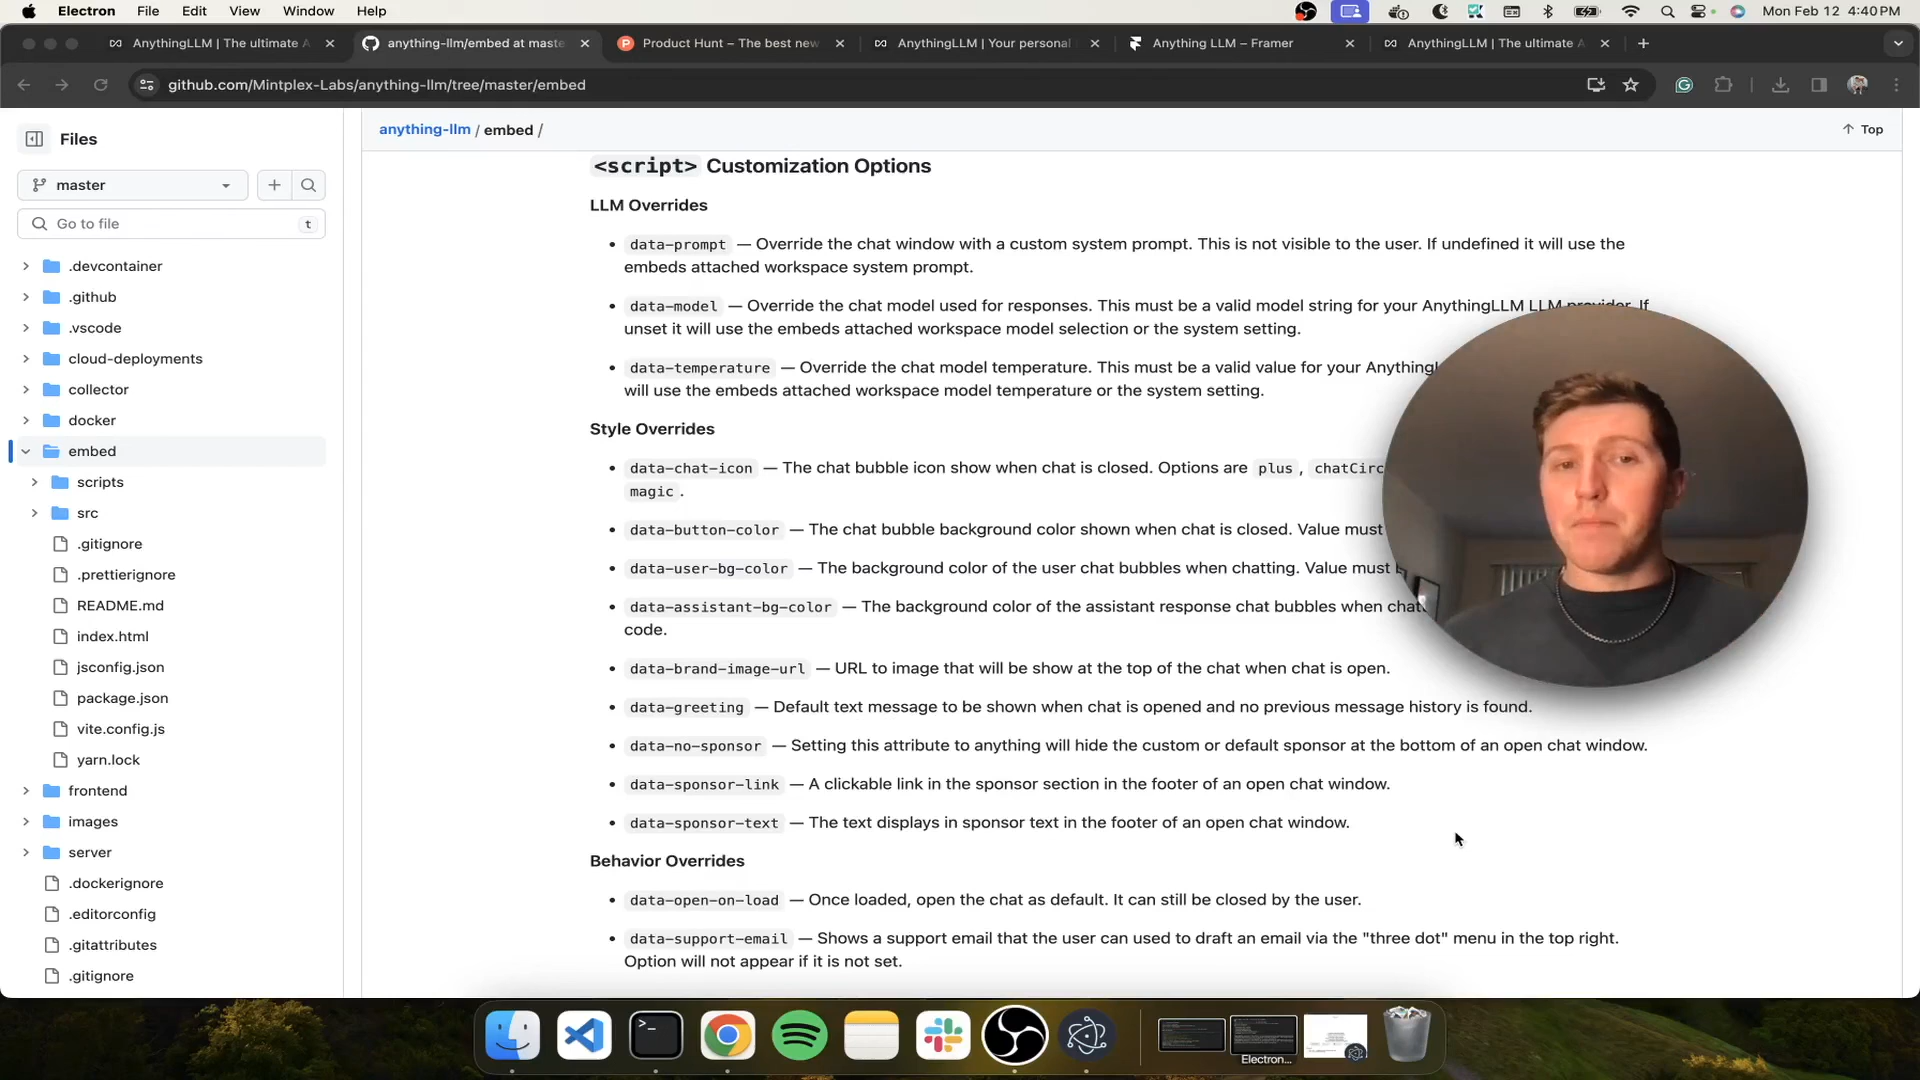 Electron File Edit View Window Help Mon Feb 12 4:40 PM
AnythingLLM | The ultimate A
anything-llm/embed at maste
Product Hunt – The best new
AnythingLLM | Your personal
Anything LLM – Framer
AnythingLLM | The ultimate A
github.com/Mintplex-Labs/anything-llm/tree/master/embed
Files
master
Go to file t
.devcontainer
.github
.vscode
cloud-deployments
collector
docker
embed
scripts
src
.gitignore
.prettierignore
README.md
index.html
jsconfig.json
package.json
vite.config.js
yarn.lock
frontend
images
server
.dockerignore
.editorconfig
.gitattributes
.gitignore
anything-llm / embed /
Top
<script> Customization Options
LLM Overrides
data-prompt — Override the chat window with a custom system prompt. This is not visible to the user. If undefined it will use the
embeds attached workspace system prompt.
data-model — Override the chat model used for responses. This must be a valid model string for your AnythingLLM LLM provider. If
unset it will use the embeds attached workspace model selection or the system setting.
data-temperature — Override the chat model temperature. This must be a valid value for your Anything
will use the embeds attached workspace model temperature or the system setting.
Style Overrides
data-chat-icon — The chat bubble icon show when chat is closed. Options are plus , chatCirc
magic .
data-button-color — The chat bubble background color shown when chat is closed. Value must
data-user-bg-color — The background color of the user chat bubbles when chatting. Value must
data-assistant-bg-color — The background color of the assistant response chat bubbles when chat
code.
data-brand-image-url — URL to image that will be show at the top of the chat when chat is open.
data-greeting — Default text message to be shown when chat is opened and no previous message history is found.
data-no-sponsor — Setting this attribute to anything will hide the custom or default sponsor at the bottom of an open chat window.
data-sponsor-link — A clickable link in the sponsor section in the footer of an open chat window.
data-sponsor-text — The text displays in sponsor text in the footer of an open chat window.
Behavior Overrides
data-open-on-load — Once loaded, open the chat as default. It can still be closed by the user.
data-support-email — Shows a support email that the user can used to draft an email via the "three dot" menu in the top right.
Option will not appear if it is not set.
Electron...